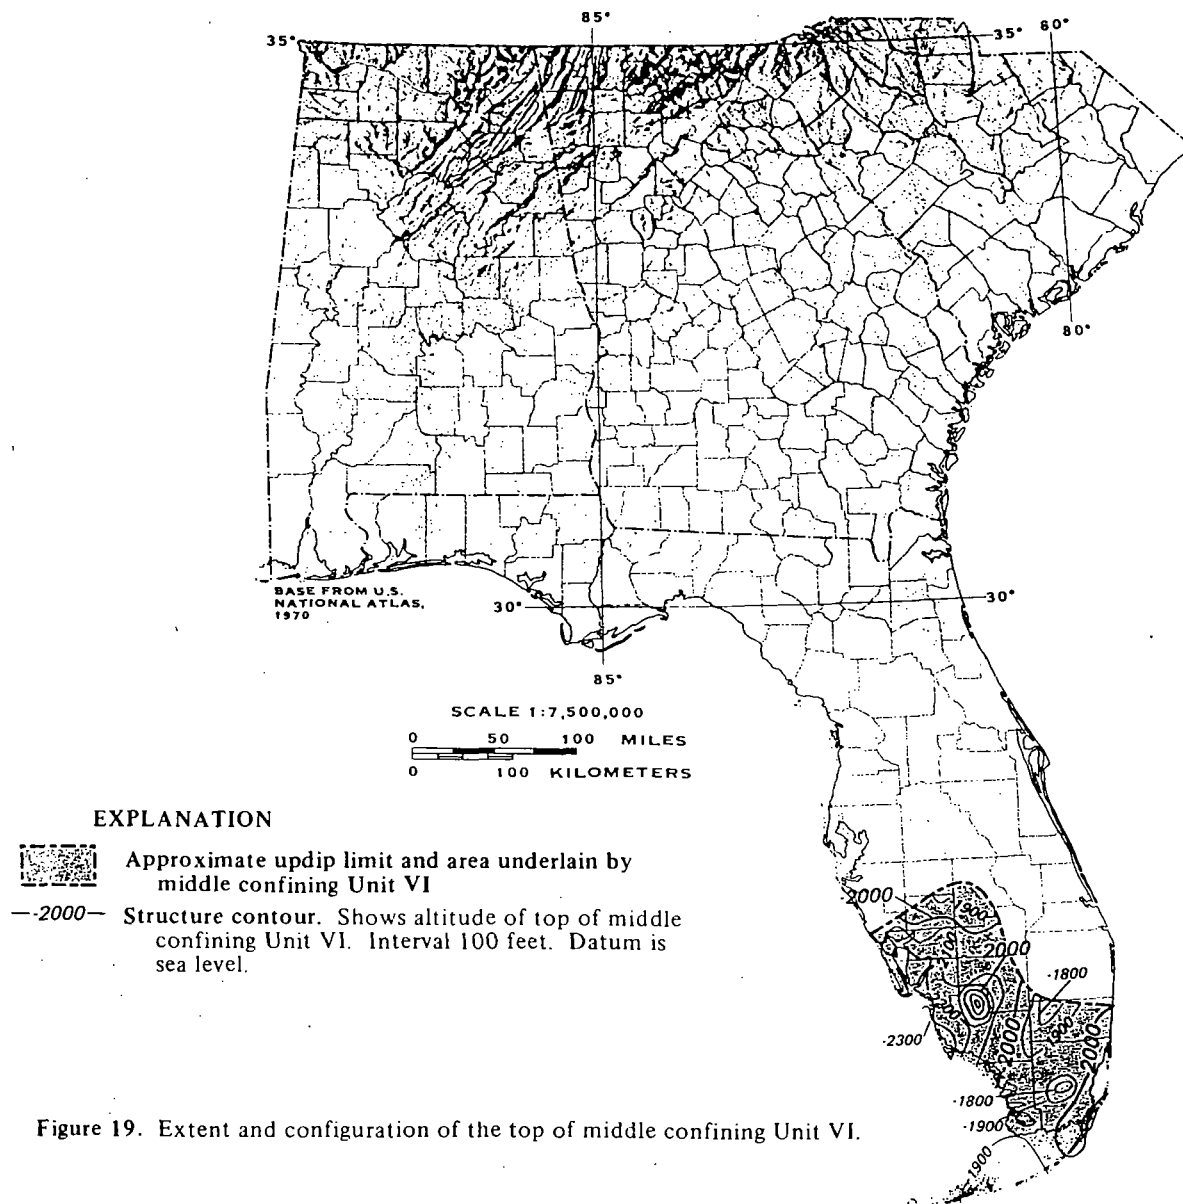 85°
35°
35°
80°
80°
BASE FROM U.S.
NATIONAL ATLAS,
1970
30°
30°
85°
SCALE 1:7,500,000
0 50 100 MILES
0 100 KILOMETERS
EXPLANATION
Approximate updip limit and area underlain by
middle confining Unit VI
—-2000— Structure contour. Shows altitude of top of middle
confining Unit VI. Interval 100 feet. Datum is
sea level.
-2000
2000
-1800
1900
2000
2000
-2300
-1800
-1900
1900
Figure 19. Extent and configuration of the top of middle confining Unit VI.